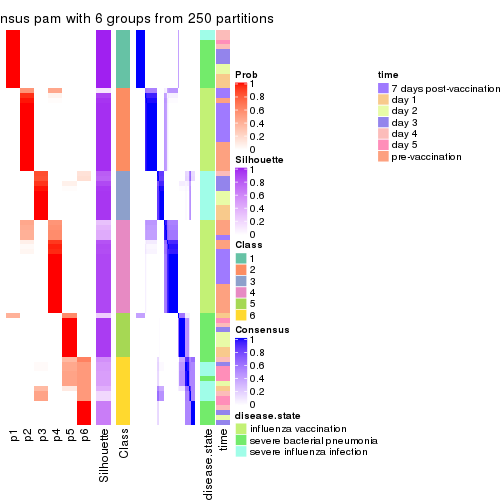 nsus pam with 6 groups from 250 partitions
Prob
1
0.8
0.6
0.4
0.2
0
Silhouette
1
0.8
0.6
0.4
0.2
0
Class
1
2
3
4
5
6
Consensus
1
0.8
0.6
0.4
0.2
0
disease.state
influenza vaccination
severe bacterial pneumonia
severe influenza infection
time
7 days post-vaccination
day 1
day 2
day 3
day 4
day 5
pre-vaccination
p1
p2
p3
p4
p5
p6
Silhouette
Class
disease.state
time